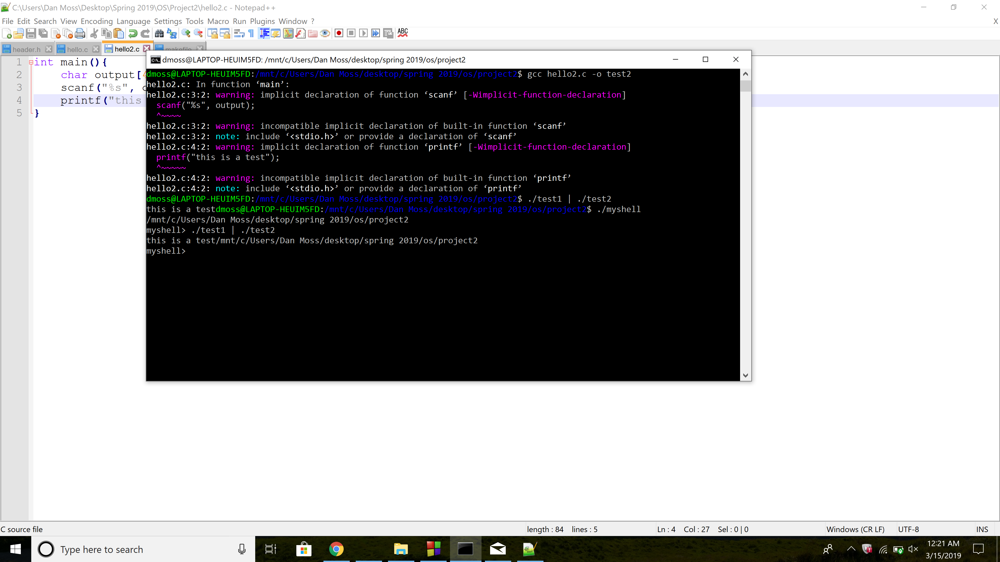 C:\Users\Dan Moss\Desktop\Spring 2019\OS\Project2\hello2.c - Notepad++
File Edit Search View Encoding Language Settings Tools Macro Run Plugins Window ?
X
ABC
header.h hello.c hello2.c makefile
1 int main(){
2 char output[4
3 scanf("%s",
4 printf("this
5 }
dmoss@LAPTOP-HEUIM5FD: /mnt/c/Users/Dan Moss/desktop/spring 2019/os/project2
dmoss@LAPTOP-HEUIM5FD:/mnt/c/Users/Dan Moss/desktop/spring 2019/os/project2$ gcc hello2.c -o test2
hello2.c: In function ‘main’:
hello2.c:3:2: warning: implicit declaration of function ‘scanf’ [-Wimplicit-function-declaration]
scanf("%s", output);
^~~~~
hello2.c:3:2: warning: incompatible implicit declaration of built-in function ‘scanf’
hello2.c:3:2: note: include ‘<stdio.h>’ or provide a declaration of ‘scanf’
hello2.c:4:2: warning: implicit declaration of function ‘printf’ [-Wimplicit-function-declaration]
printf("this is a test");
^~~~~~
hello2.c:4:2: warning: incompatible implicit declaration of built-in function ‘printf’
hello2.c:4:2: note: include ‘<stdio.h>’ or provide a declaration of ‘printf’
dmoss@LAPTOP-HEUIM5FD:/mnt/c/Users/Dan Moss/desktop/spring 2019/os/project2$ ./test1 | ./test2
this is a testdmoss@LAPTOP-HEUIM5FD:/mnt/c/Users/Dan Moss/desktop/spring 2019/os/project2$ ./myshell
/mnt/c/Users/Dan Moss/desktop/spring 2019/os/project2
myshell> ./test1 | ./test2
this is a test/mnt/c/Users/Dan Moss/desktop/spring 2019/os/project2
myshell>
C source file length : 84 lines : 5 Ln : 4 Col : 27 Sel : 0 | 0 Windows (CR LF) UTF-8 INS
Type here to search
12:21 AM
3/15/2019